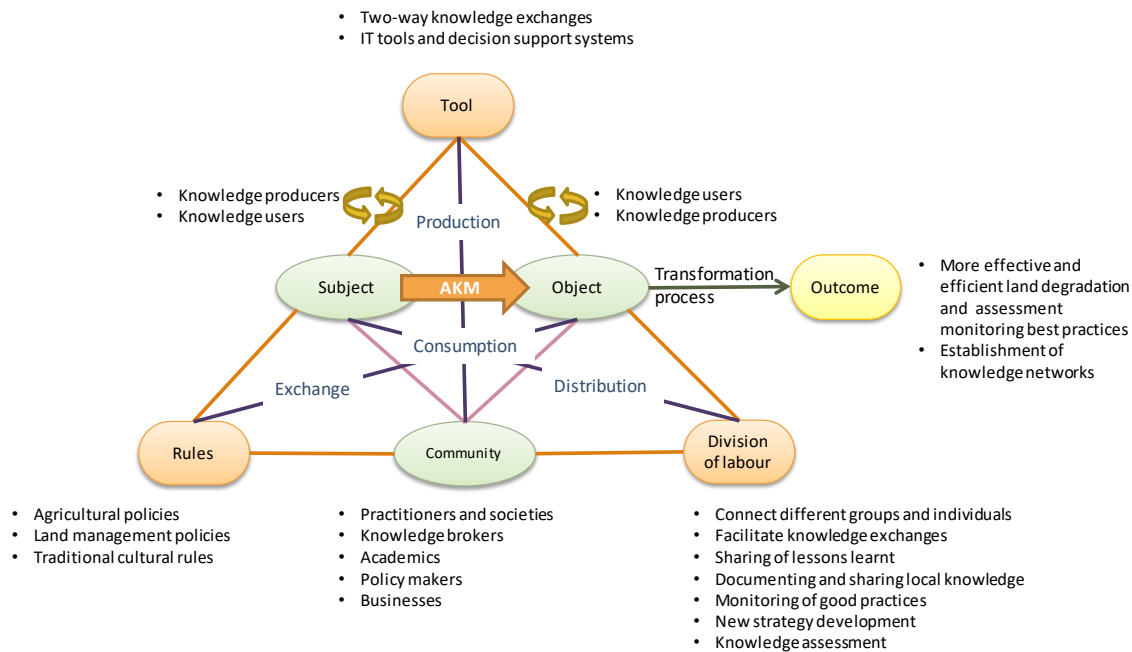 • Two-way knowledge exchanges
• IT tools and decision support systems
Tool
• Knowledge producers
• Knowledge users
• Knowledge users
• Knowledge producers
Production
Subject
AKM
Object
Transformation
process
Outcome
• More effective and
efficient land degradation
and assessment
monitoring best practices
• Establishment of
knowledge networks
Consumption
Exchange
Distribution
Rules
Community
Division
of labour
• Agricultural policies
• Land management policies
• Traditional cultural rules
• Practitioners and societies
• Knowledge brokers
• Academics
• Policy makers
• Businesses
• Connect different groups and individuals
• Facilitate knowledge exchanges
• Sharing of lessons learnt
• Documenting and sharing local knowledge
• Monitoring of good practices
• New strategy development
• Knowledge assessment